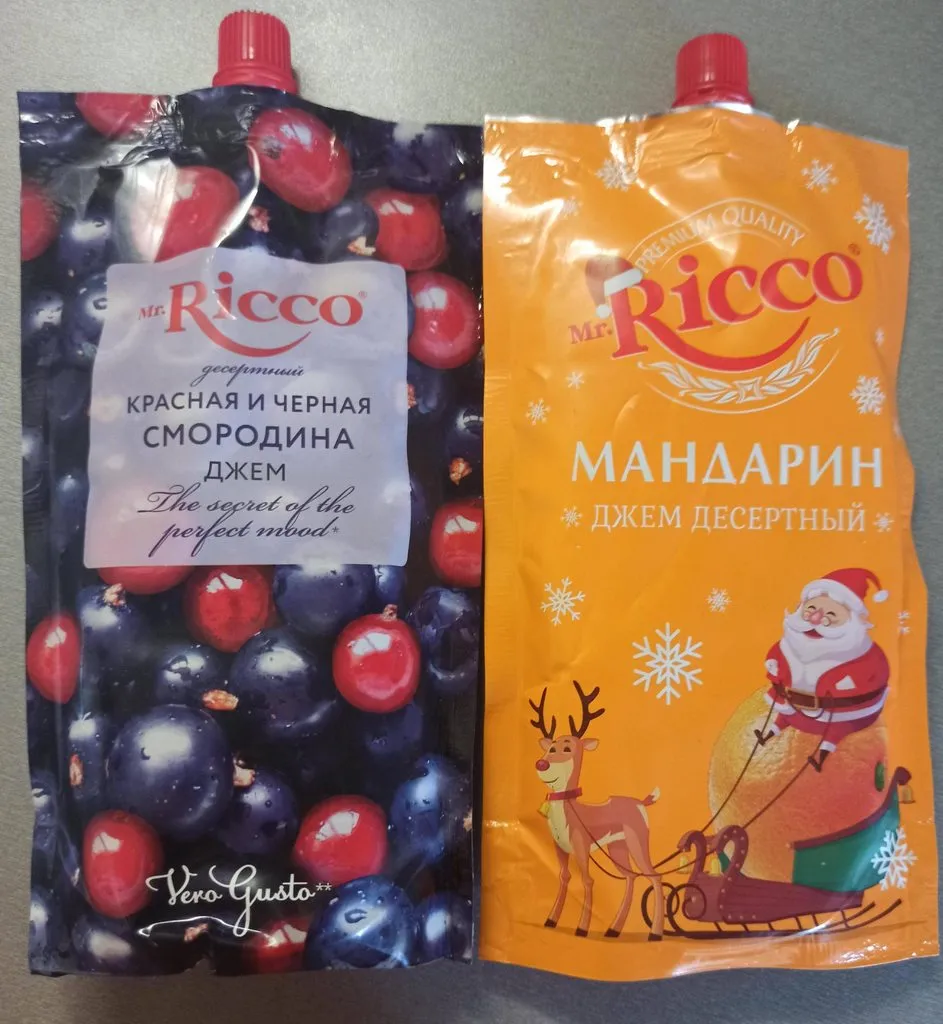 Mr. Ricco®
десертный
КРАСНАЯ И ЧЕРНАЯ
СМОРОДИНА
ДЖЕМ
The secret of the
perfect mood*
Vero Gusto**
PREMIUM QUALITY
Mr. Ricco®
МАНДАРИН
ДЖЕМ ДЕСЕРТНЫЙ